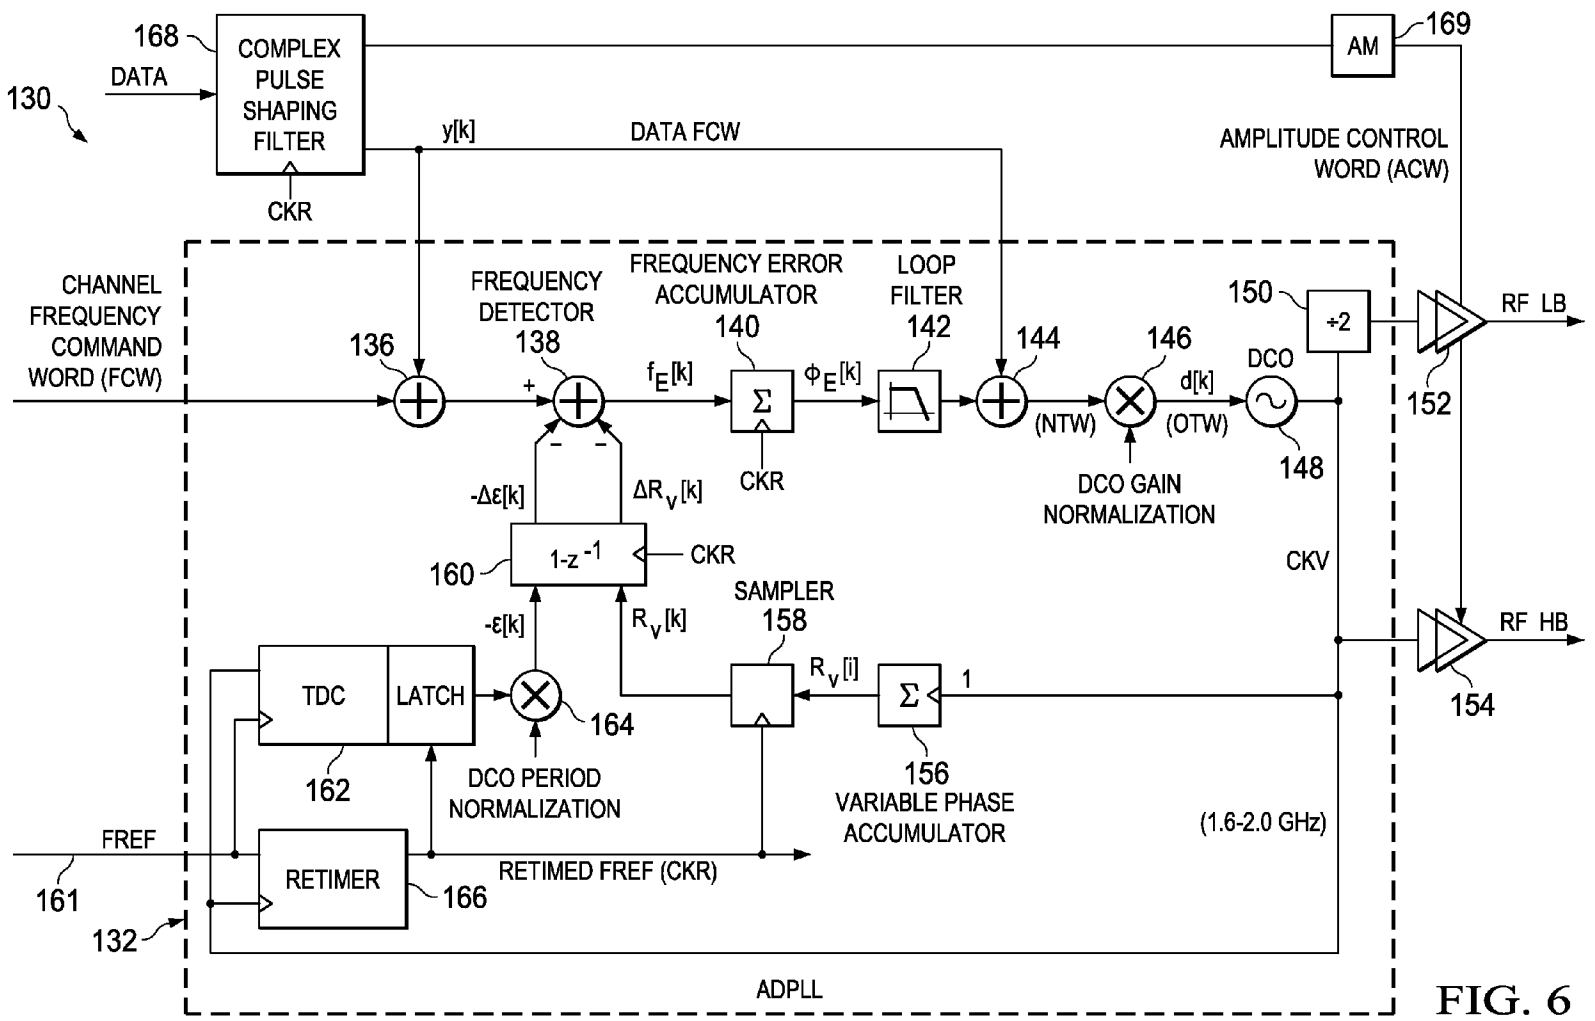 168
COMPLEX
PULSE
SHAPING
FILTER
DATA
130
CKR
AM
169
y[k]
DATA FCW
AMPLITUDE CONTROL
WORD (ACW)
CHANNEL
FREQUENCY
COMMAND
WORD (FCW)
136
FREQUENCY
DETECTOR
138
FREQUENCY ERROR
ACCUMULATOR
140
LOOP
FILTER
142
144
146
DCO
148
150
÷2
RF LB
152
+
+
+
fE[k]
Σ
ϕE[k]
+
(NTW)
×
d[k]
(OTW)
∼
−
−
CKR
DCO GAIN
NORMALIZATION
-Δε[k]
ΔRv[k]
160
1-z -1
CKR
CKV
-ε[k]
Rv[k]
SAMPLER
158
RF HB
154
TDC
LATCH
162
×
164
Rv[i]
Σ
1
156
VARIABLE PHASE
ACCUMULATOR
DCO PERIOD
NORMALIZATION
(1.6-2.0 GHz)
FREF
161
RETIMER
166
RETIMED FREF (CKR)
132
ADPLL
FIG. 6